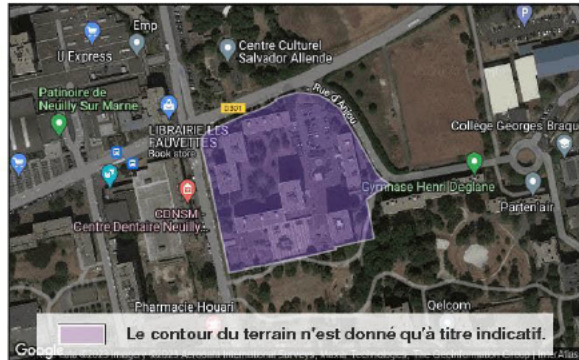 Emp
U Express
Centre Culturel
Salvador Allende
P
Patinoire de
Neuilly Sur Marne
D301
Rue d'Anjou
LIBRAIRIE LES
FAUVETTES
Book store
College Georges Braqu
Gymnase Henri Deglane
CDNSM -
Centre Dentaire Neuilly...
Parten'air
Pharmacie Houari
Qelcom
Le contour du terrain n'est donné qu'à titre indicatif.
Google